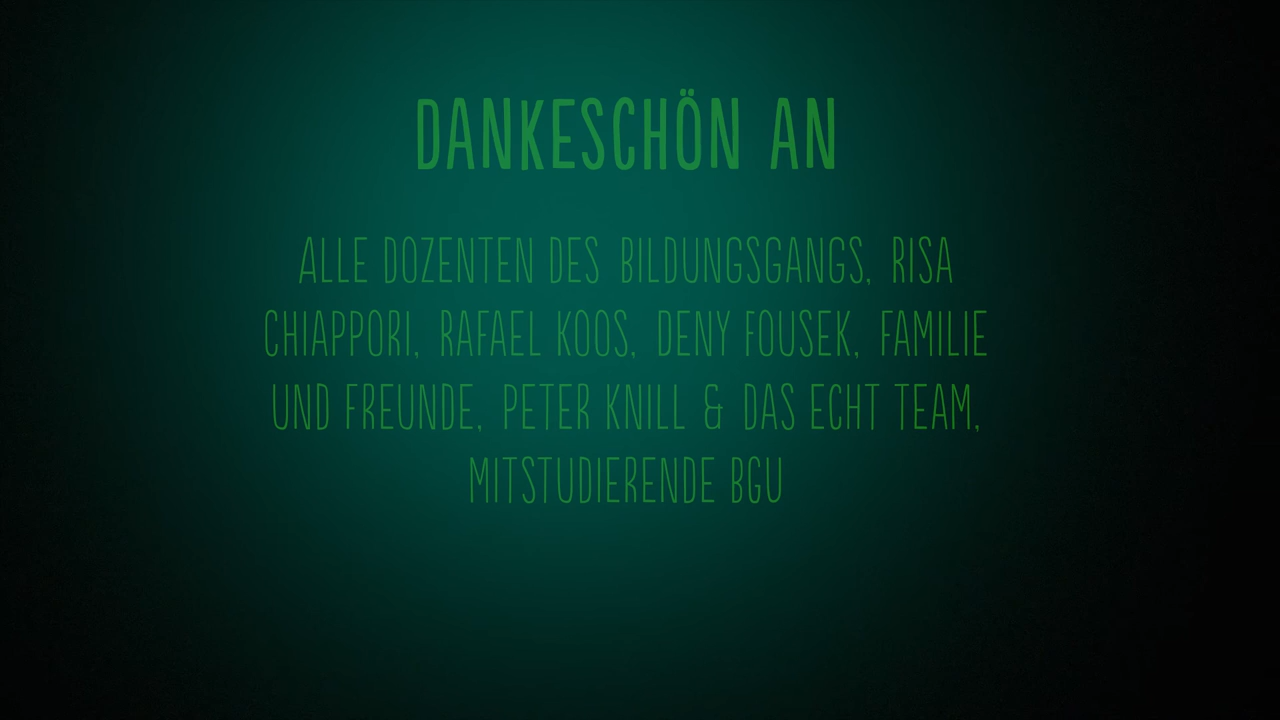 DANKESCHÖN AN
ALLE DOZENTEN DES BILDUNGSGANGS, RISA
CHIAPPORI, RAFAEL KOOS, DENY FOUSEK, FAMILIE
UND FREUNDE, PETER KNILL & DAS ECHT TEAM,
MITSTUDIERENDE BGU